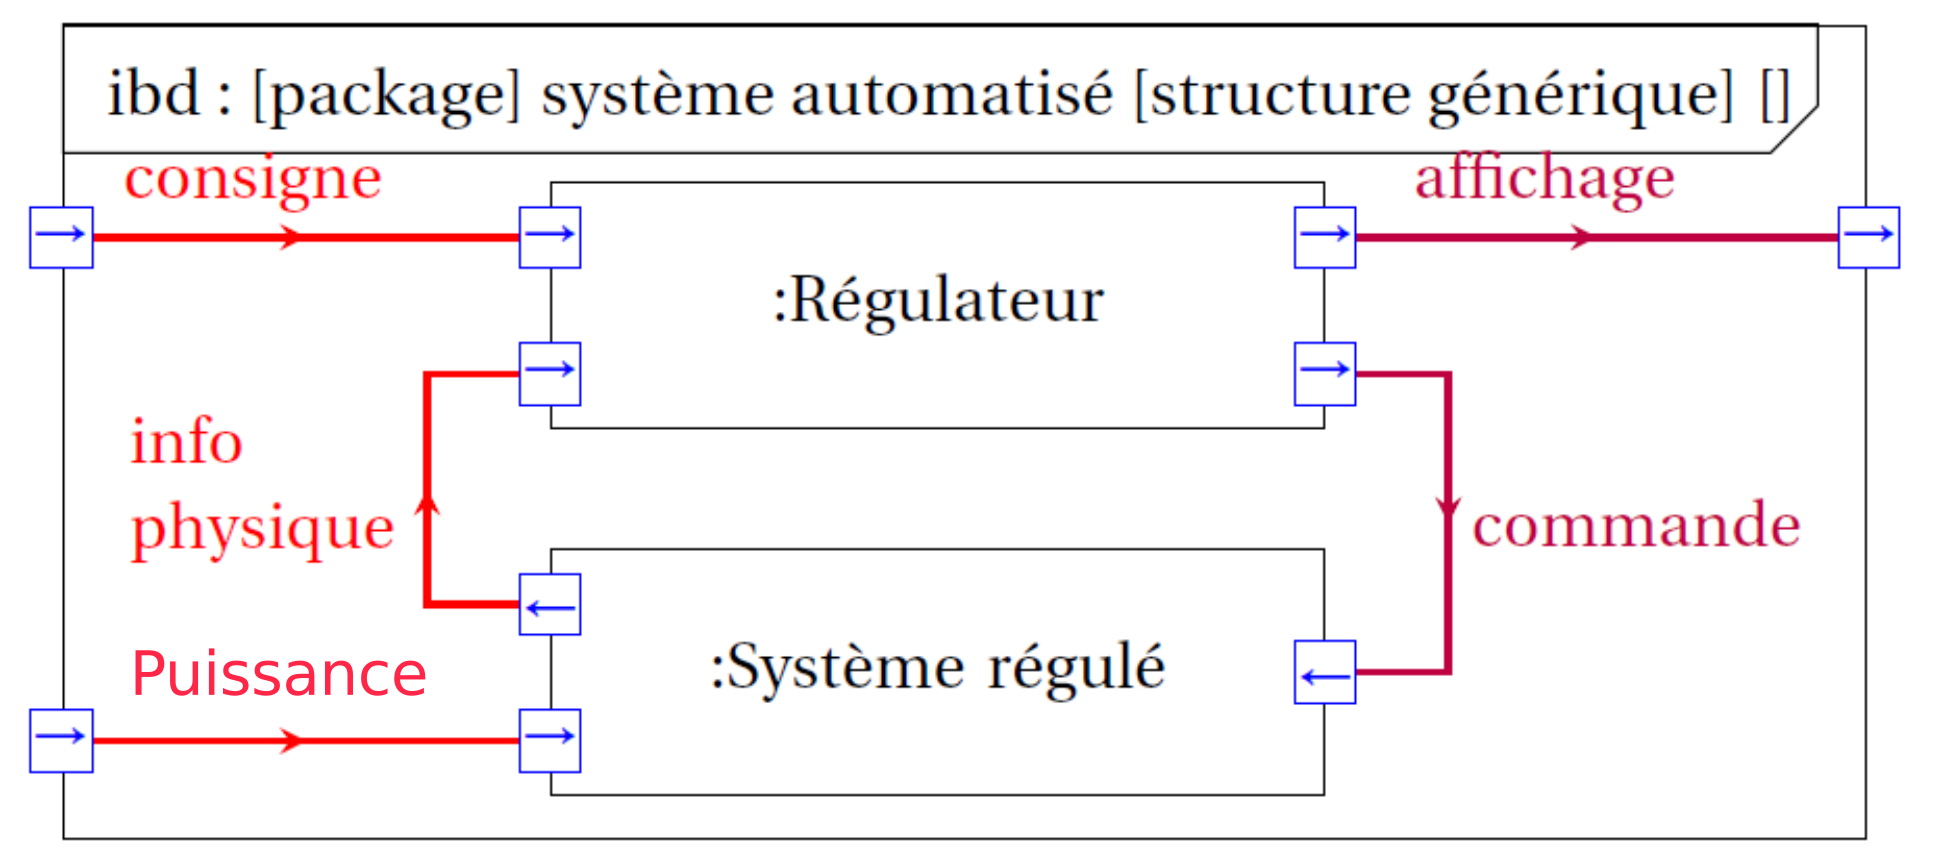 ibd : [package] système automatisé [structure générique] []
consigne
affichage
:Régulateur
info
physique
commande
Puissance
:Système régulé